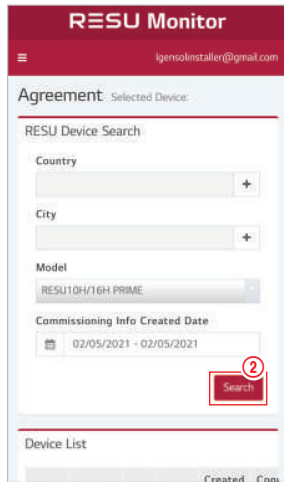 RESU Monitor
≡ lgensolinstaller@gmail.com
Agreement Selected Device:
RESU Device Search
Country
+
City
+
Model
RESU10H/16H PRIME
Commissioning Info Created Date
02/05/2021 - 02/05/2021
②
Search
Device List
Created